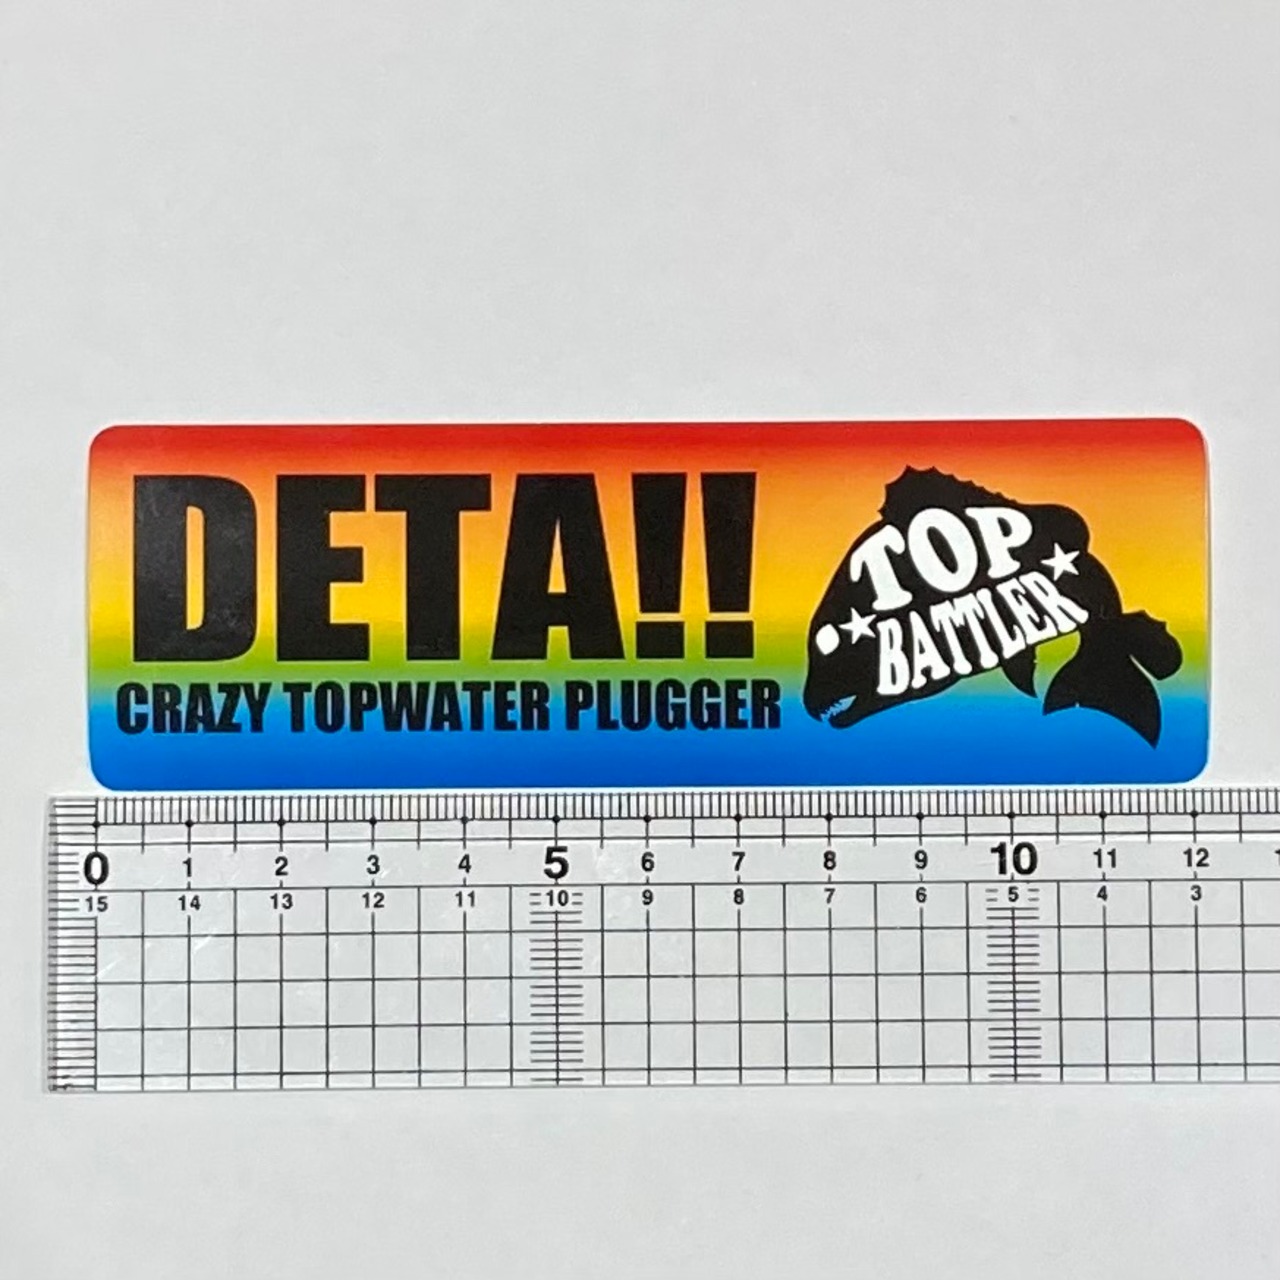 DETA!!
CRAZY TOPWATER PLUGGER
TOP
BATTLER
0 1 2 3 4 5 6 7 8 9 10 11 12
15 14 13 12 11 10 9 8 7 6 5 4 3